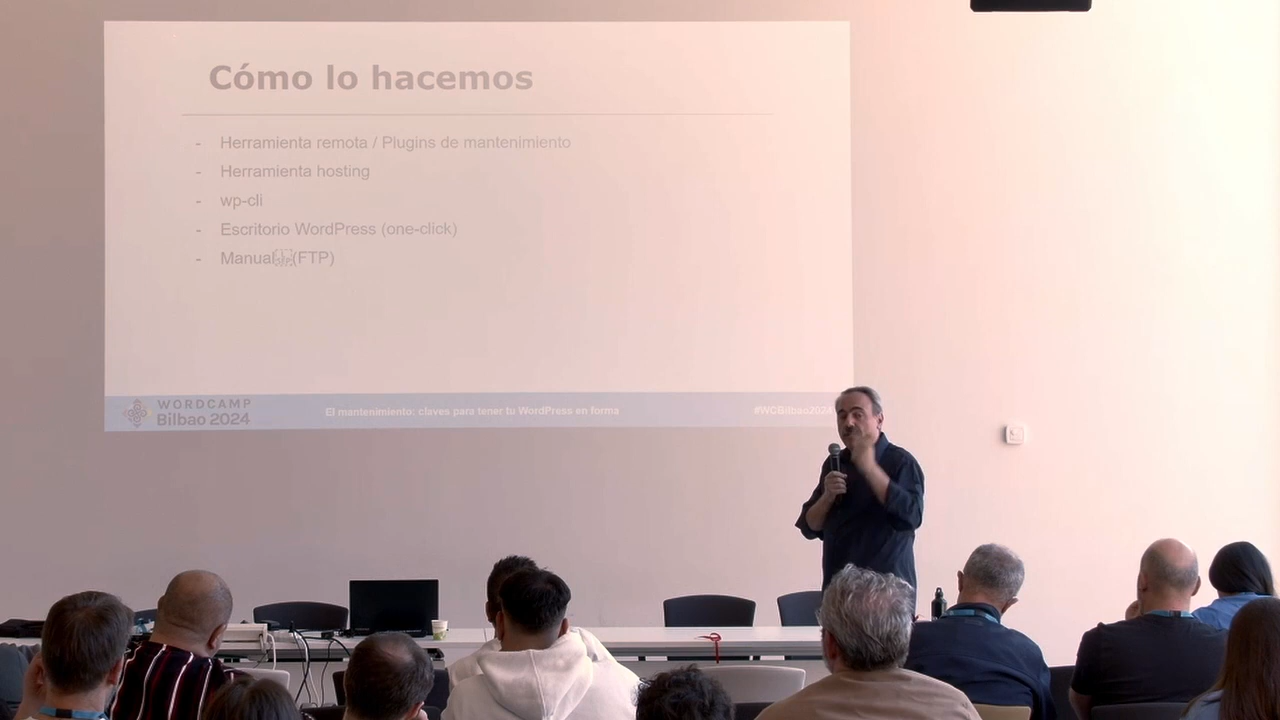 Cómo lo hacemos
- Herramienta remota / Plugins de mantenimiento
- Herramienta hosting
- wp-cli
- Escritorio WordPress (one-click)
- Manual (FTP)
WORDCAMP
Bilbao 2024
El mantenimiento: claves para tener tu WordPress en forma
#WCBilbao2024